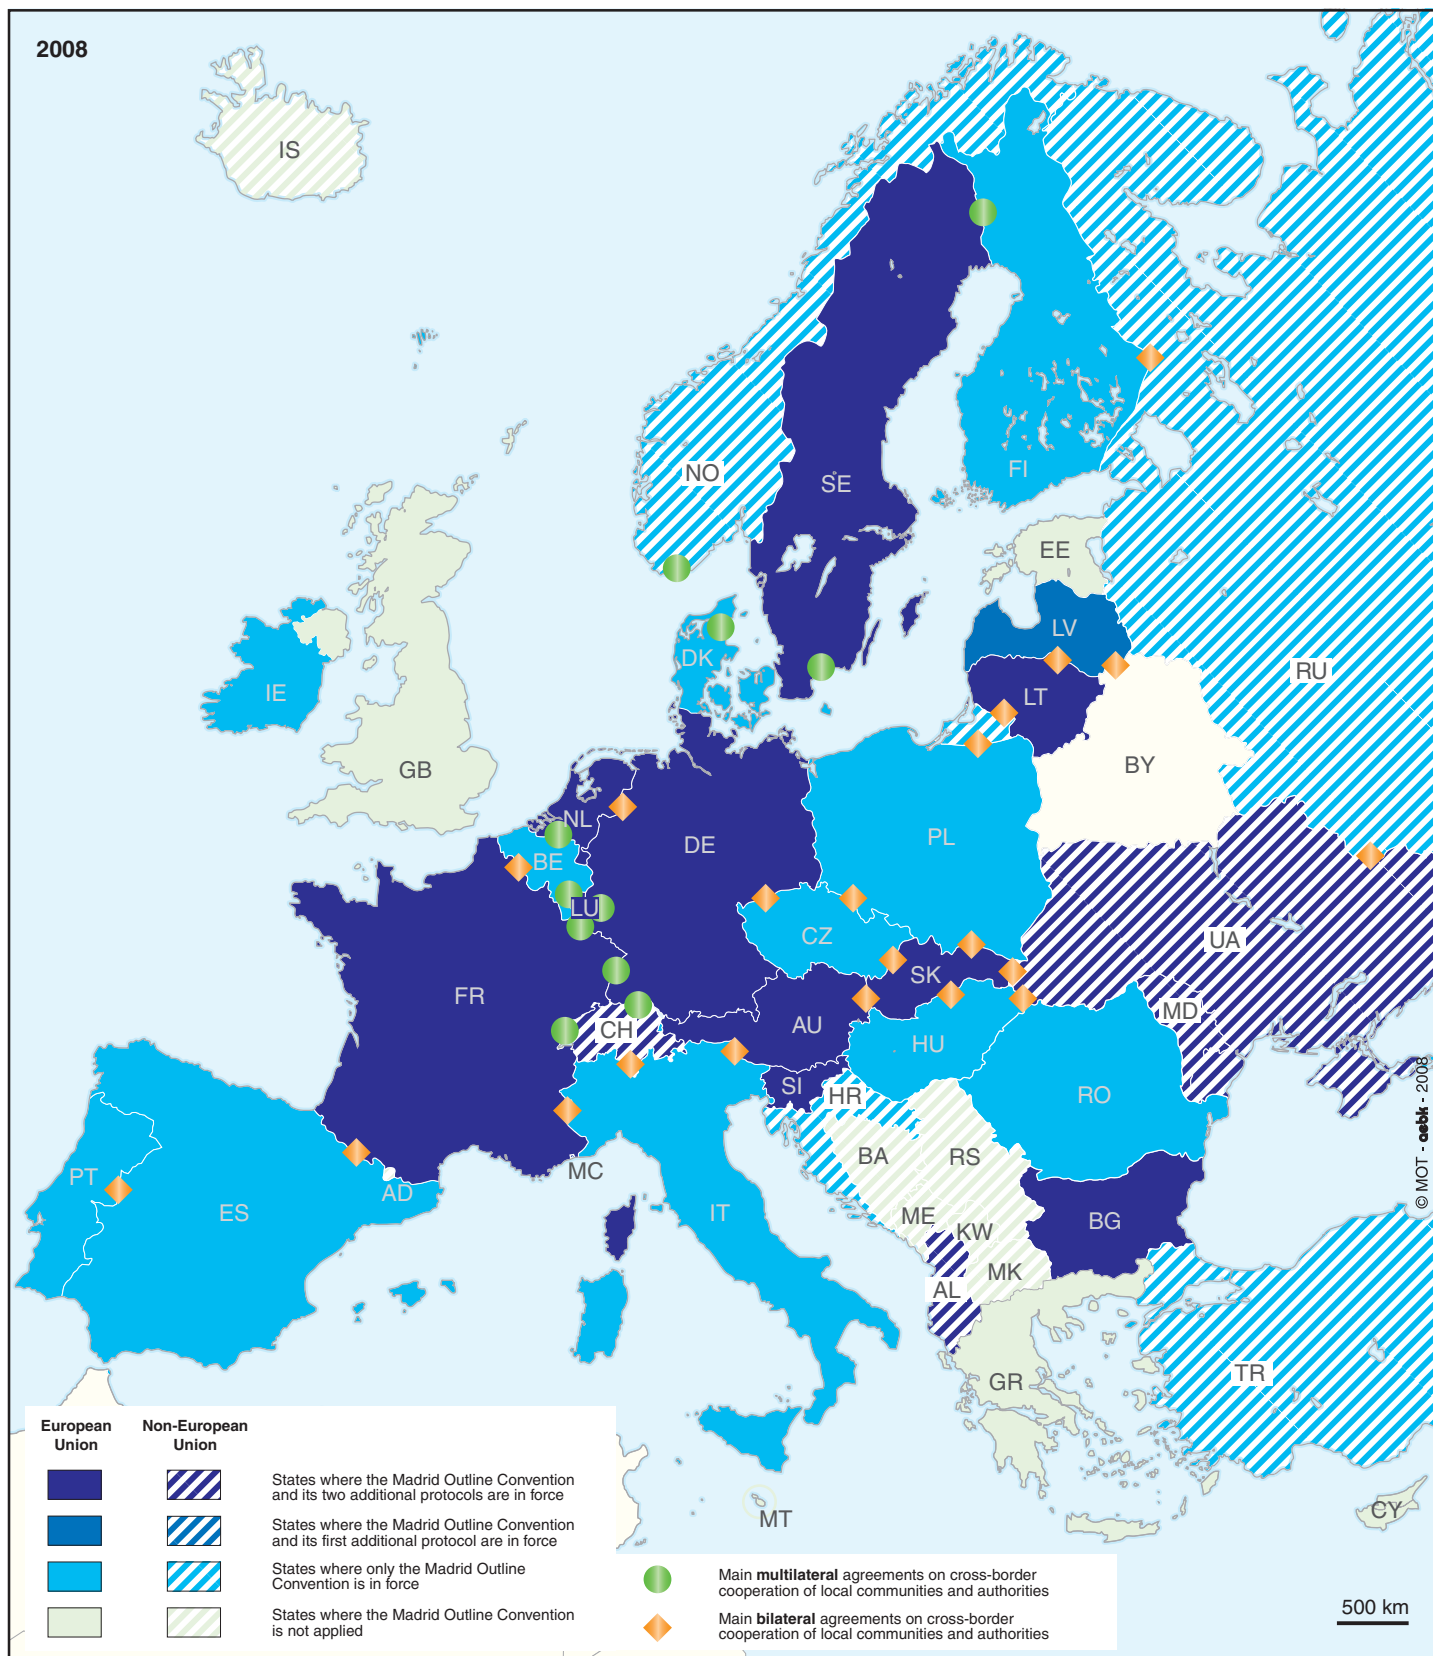 2008
IS
NO
SE
FI
EE
LV
LT
RU
DK
IE
GB
BY
NL
BE
DE
PL
LU
CZ
UA
SK
FR
CH
AU
HU
MD
SI
HR
RO
BA
RS
MC
PT
AD
ES
IT
ME
KW
BG
MK
AL
GR
TR
MT
CY
© MOT - aebk - 2008
European
Union
Non-European
Union
States where the Madrid Outline Convention
and its two additional protocols are in force
States where the Madrid Outline Convention
and its first additional protocol are in force
States where only the Madrid Outline
Convention is in force
States where the Madrid Outline Convention
is not applied
Main multilateral agreements on cross-border
cooperation of local communities and authorities
Main bilateral agreements on cross-border
cooperation of local communities and authorities
500 km